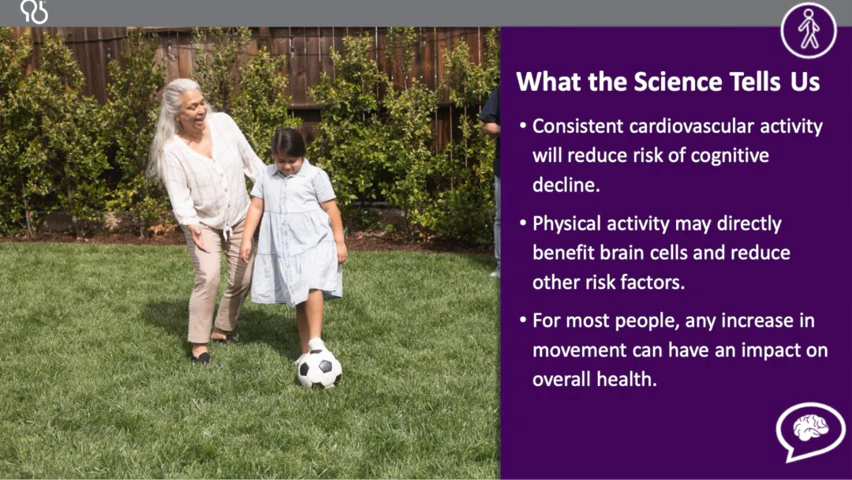 What the Science Tells Us
• Consistent cardiovascular activity
will reduce risk of cognitive
decline.
• Physical activity may directly
benefit brain cells and reduce
other risk factors.
• For most people, any increase in
movement can have an impact on
overall health.